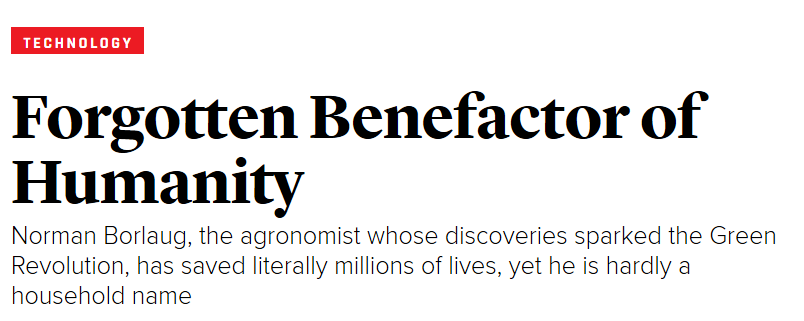 TECHNOLOGY
Forgotten Benefactor of
Humanity
Norman Borlaug, the agronomist whose discoveries sparked the Green
Revolution, has saved literally millions of lives, yet he is hardly a
household name